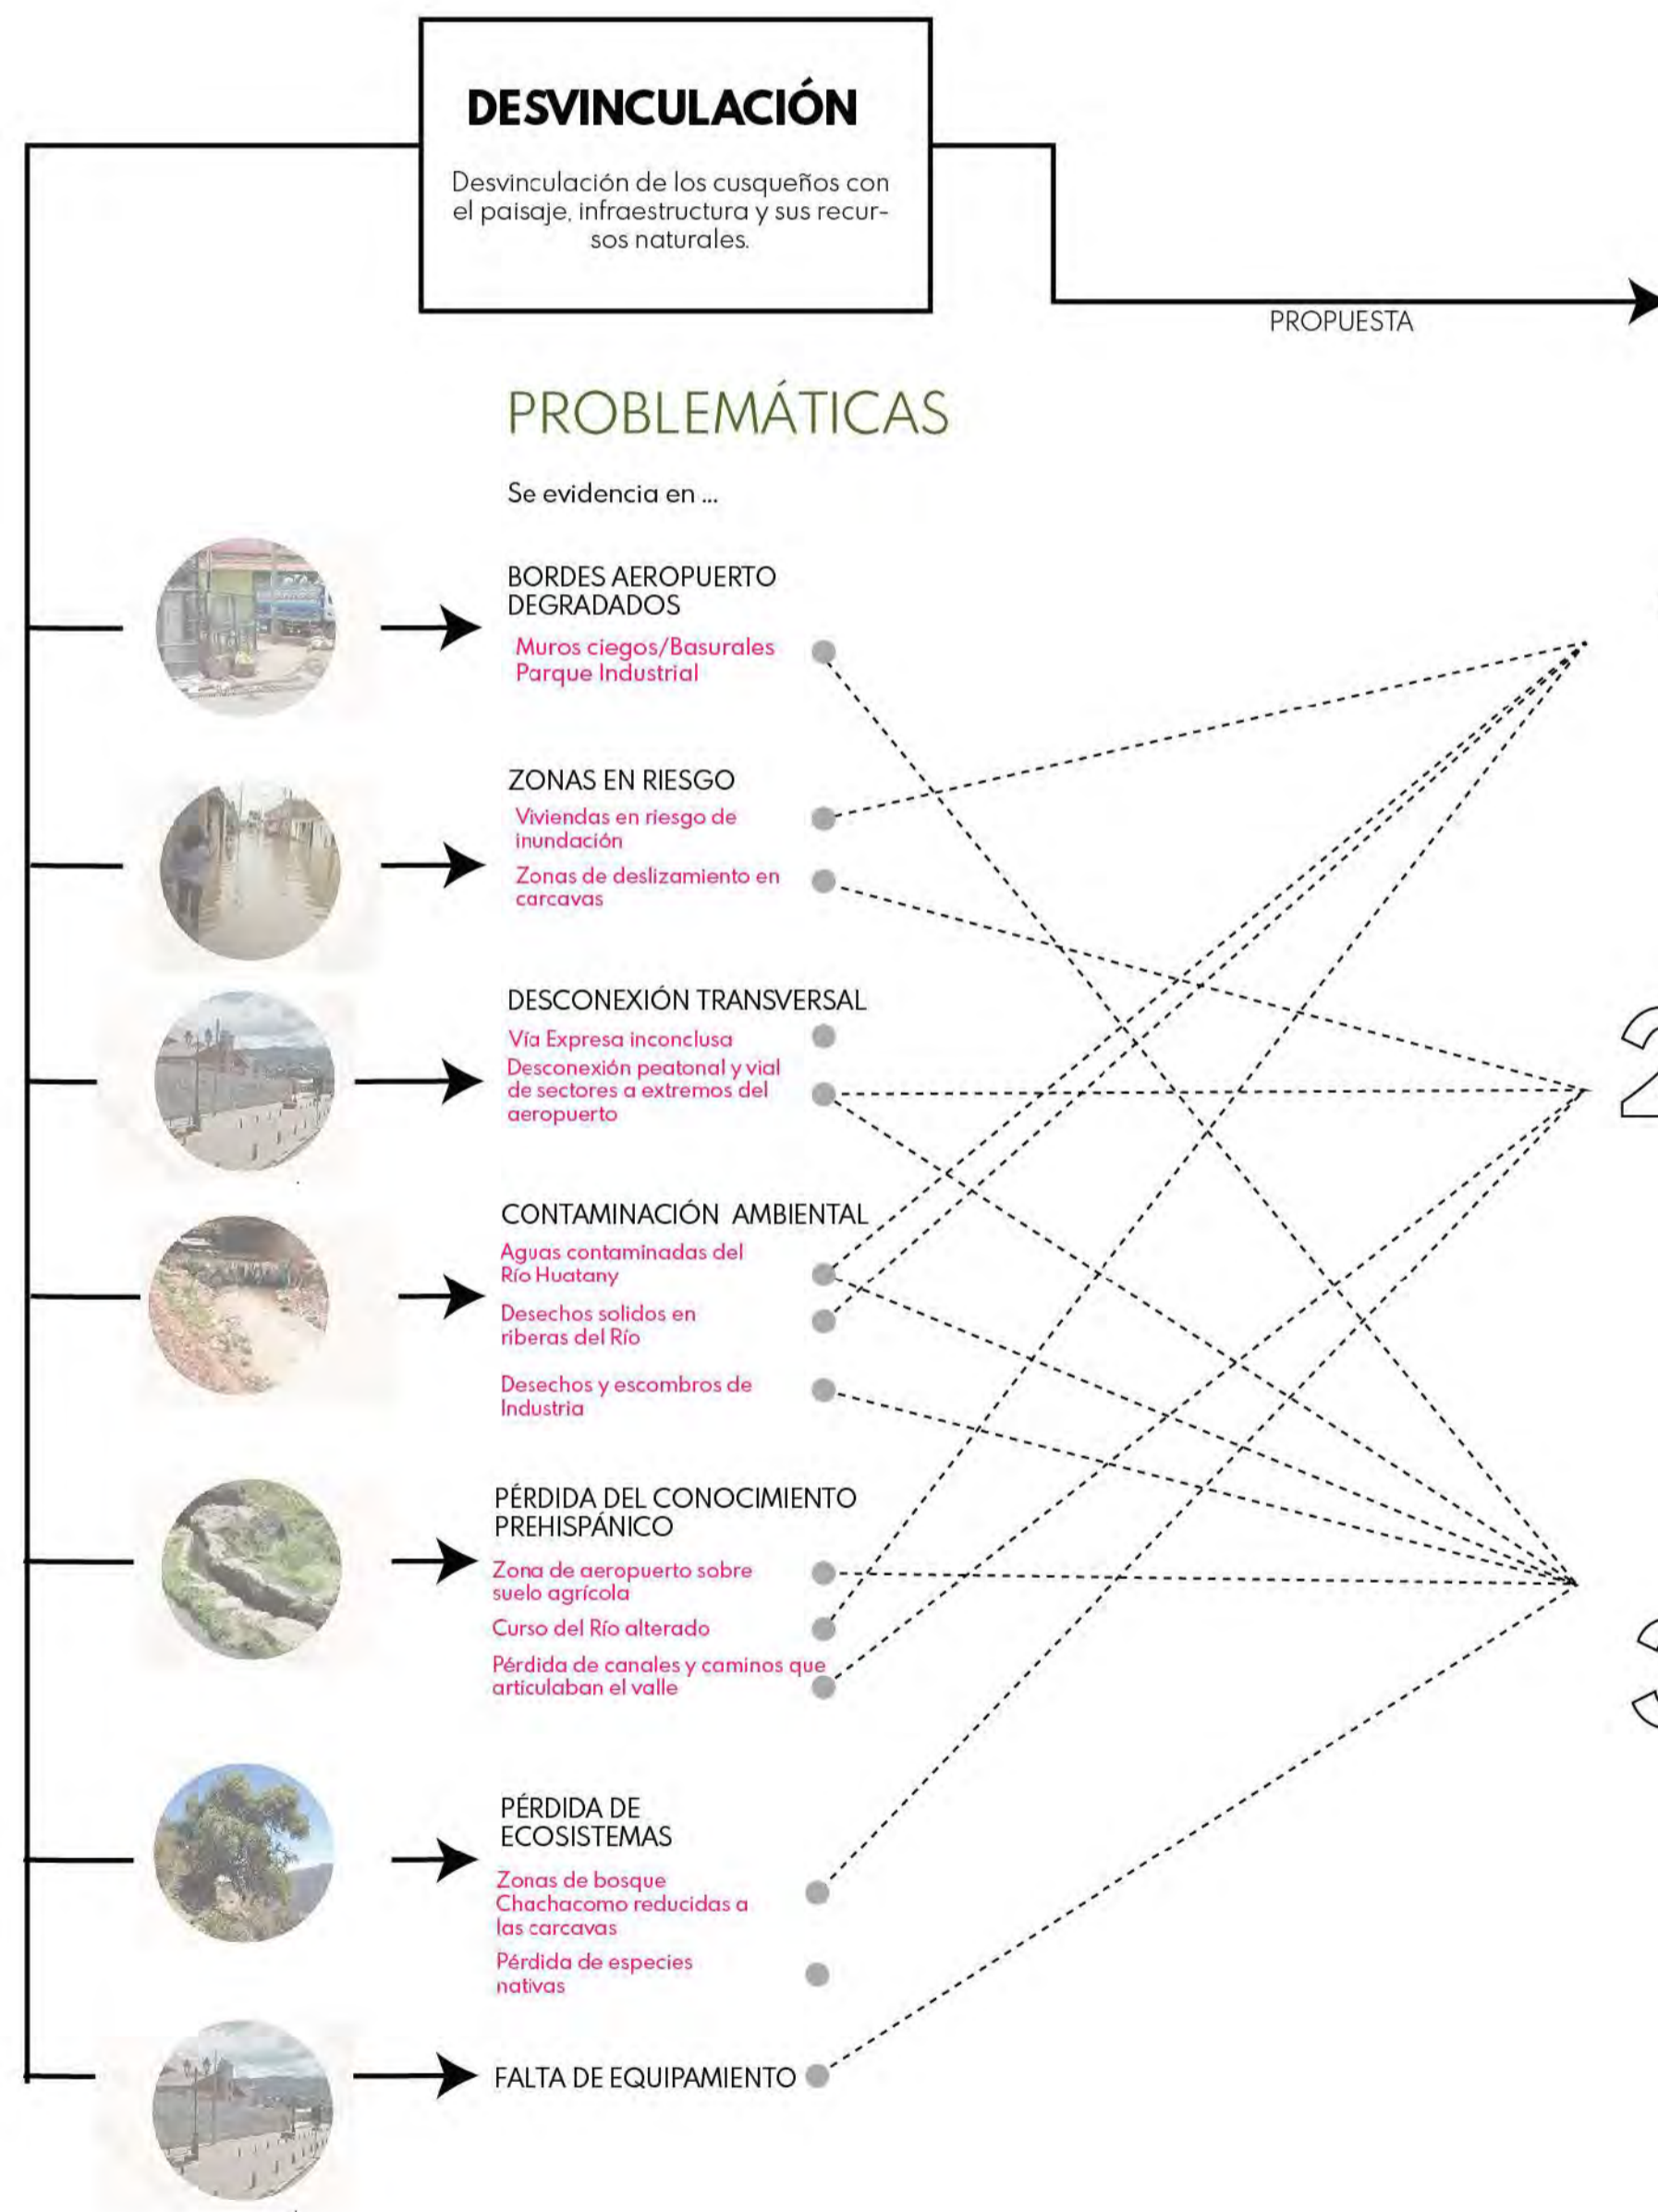 DESVINCULACIÓN
Desvinculación de los cusqueños con
el paisaje, infraestructura y sus recur-
sos naturales.
PROPUESTA
PROBLEMÁTICAS
Se evidencia en ...
BORDES AEROPUERTO
DEGRADADOS
Muros ciegos/Basurales
Parque Industrial
ZONAS EN RIESGO
Viviendas en riesgo de
inundación
Zonas de deslizamiento en
carcavas
DESCONEXIÓN TRANSVERSAL
Vía Expresa inconclusa
Desconexión peatonal y vial
de sectores a extremos del
aeropuerto
2
CONTAMINACIÓN AMBIENTAL
Aguas contaminadas del
Río Huatany
Desechos solidos en
riberas del Río
Desechos y escombros de
Industria
PÉRDIDA DEL CONOCIMIENTO
PREHISPÁNICO
Zona de aeropuerto sobre
suelo agrícola
Curso del Río alterado
Pérdida de canales y caminos que
articulaban el valle
3
PÉRDIDA DE
ECOSISTEMAS
Zonas de bosque
Chachacomo reducidas a
las carcavas
Pérdida de especies
nativas
FALTA DE EQUIPAMIENTO